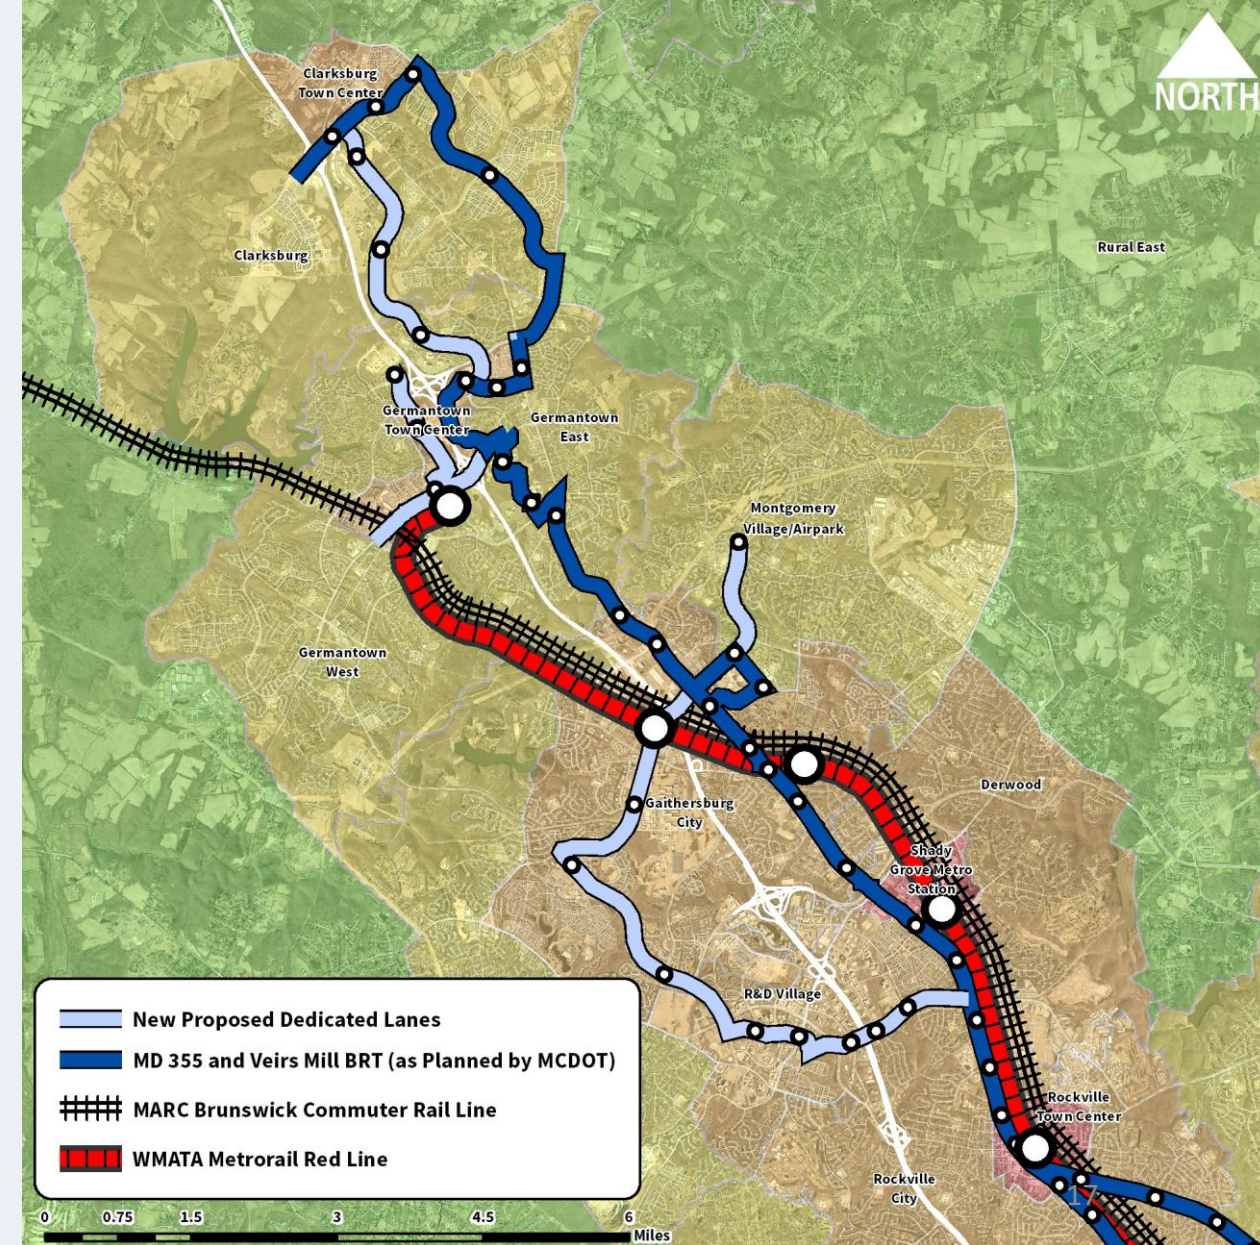 NORTH
Clarksburg
Town Center
Rural East
Clarksburg
Germantown
Town Center
Germantown
East
Montgomery
Village/Airpark
Germantown
West
Derwood
Gaithersburg
City
Shady
Grove Metro
Station
R&D Village
Rockville
Town Center
Rockville
City
17
New Proposed Dedicated Lanes
MD 355 and Veirs Mill BRT (as Planned by MCDOT)
MARC Brunswick Commuter Rail Line
WMATA Metrorail Red Line
0 0.75 1.5 3 4.5 6
Miles